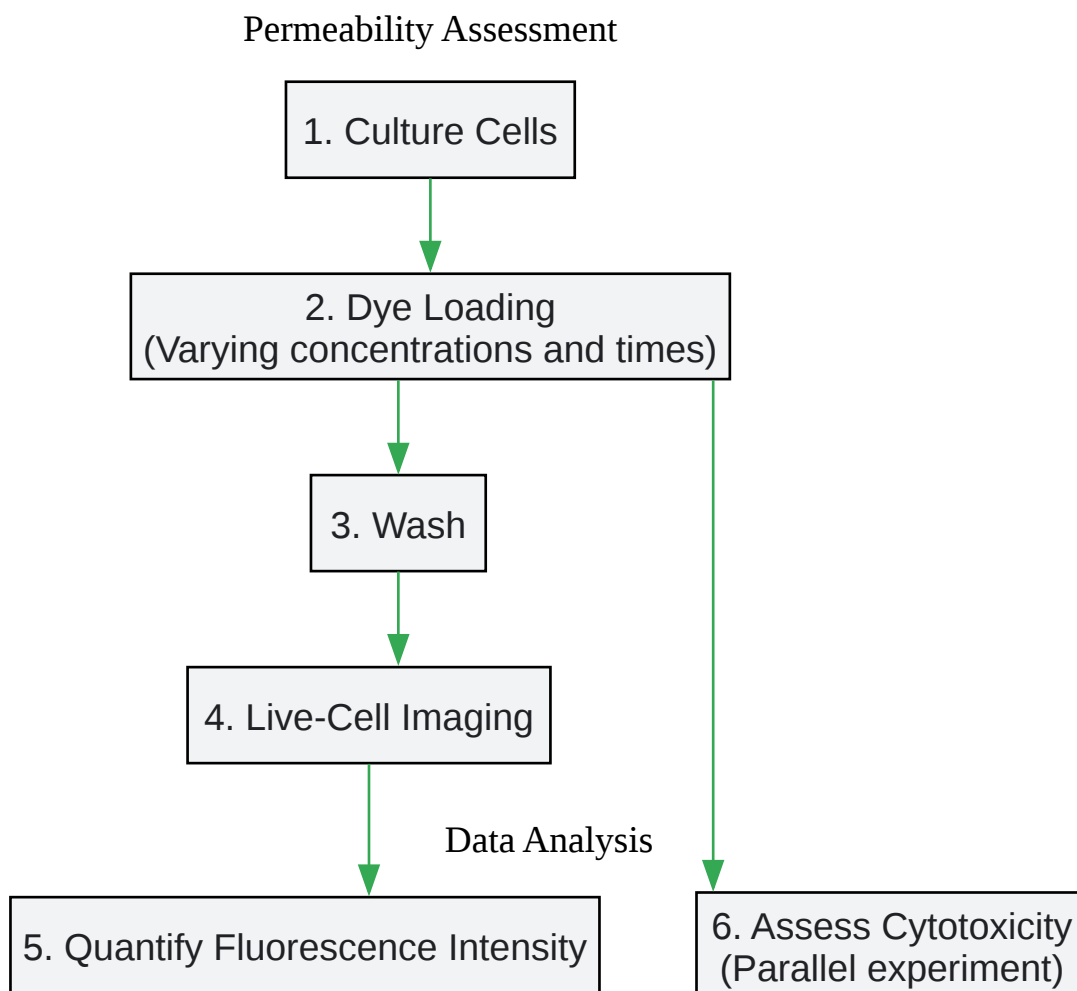 Permeability Assessment
1. Culture Cells
2. Dye Loading
(Varying concentrations and times)
3. Wash
4. Live-Cell Imaging
Data Analysis
5. Quantify Fluorescence Intensity
6. Assess Cytotoxicity
(Parallel experiment)